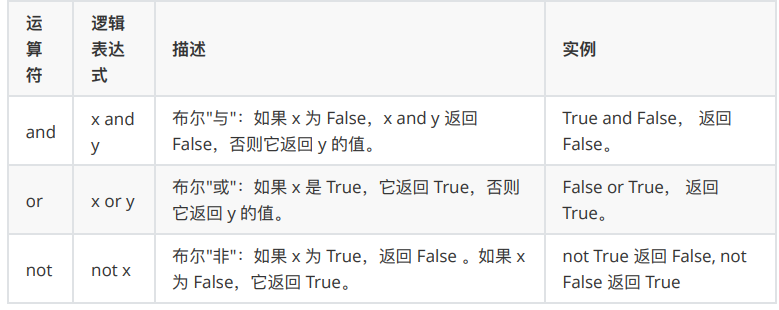 运
算
符
逻辑
表达
式
描述
实例
and
x and
y
布尔"与"：如果 x 为 False，x and y 返回
False，否则它返回 y 的值。
True and False， 返回
False。
or
x or y
布尔"或"：如果 x 是 True，它返回 True，否则
它返回 y 的值。
False or True， 返回
True。
not
not x
布尔"非"：如果 x 为 True，返回 False 。如果 x
为 False，它返回 True。
not True 返回 False, not
False 返回 True